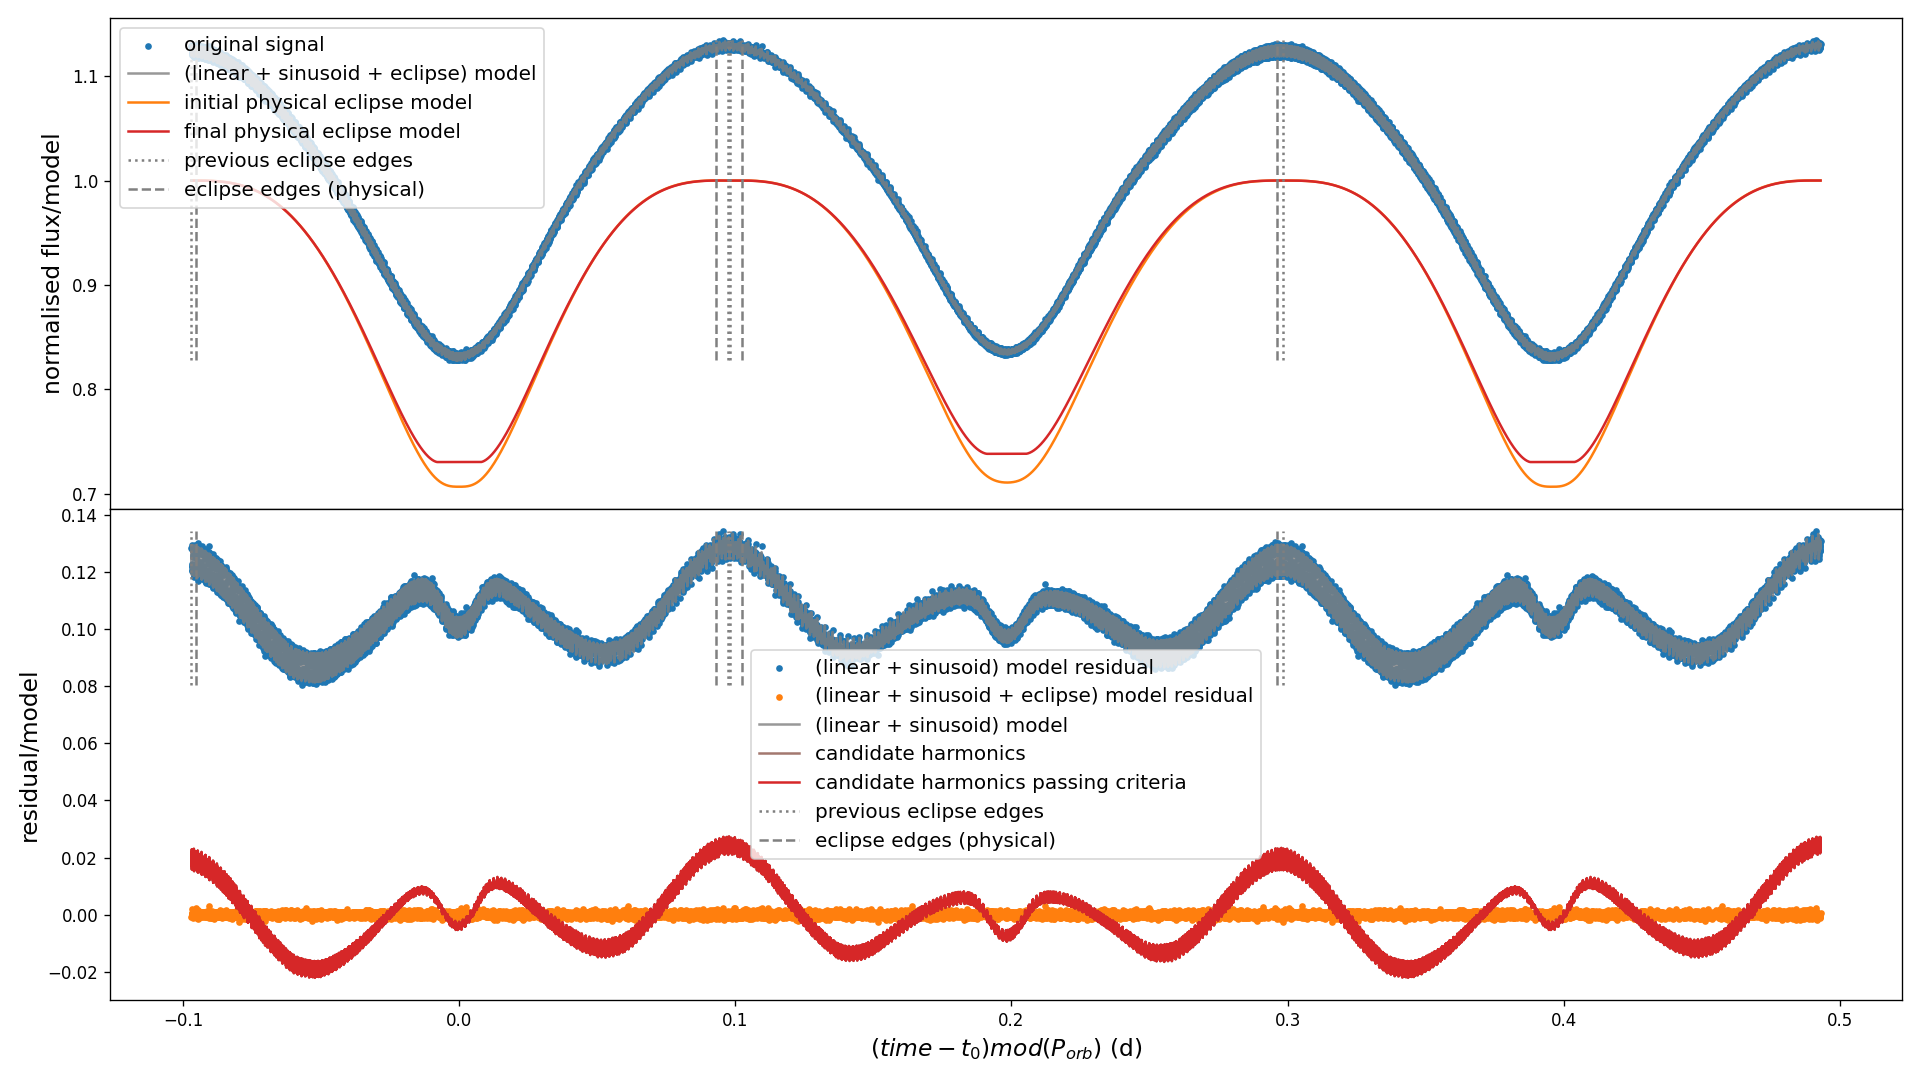 original signal
(linear + sinusoid + eclipse) model
initial physical eclipse model
final physical eclipse model
previous eclipse edges
eclipse edges (physical)
normalised flux/model
1.1
1.0
0.9
0.8
0.7
0.14
0.12
0.10
0.08
0.06
0.04
0.02
0.00
−0.02
residual/model
(linear + sinusoid) model residual
(linear + sinusoid + eclipse) model residual
(linear + sinusoid) model
candidate harmonics
candidate harmonics passing criteria
previous eclipse edges
eclipse edges (physical)
−0.1 0.0 0.1 0.2 0.3 0.4 0.5
(time − t₀)mod(P_orb) (d)